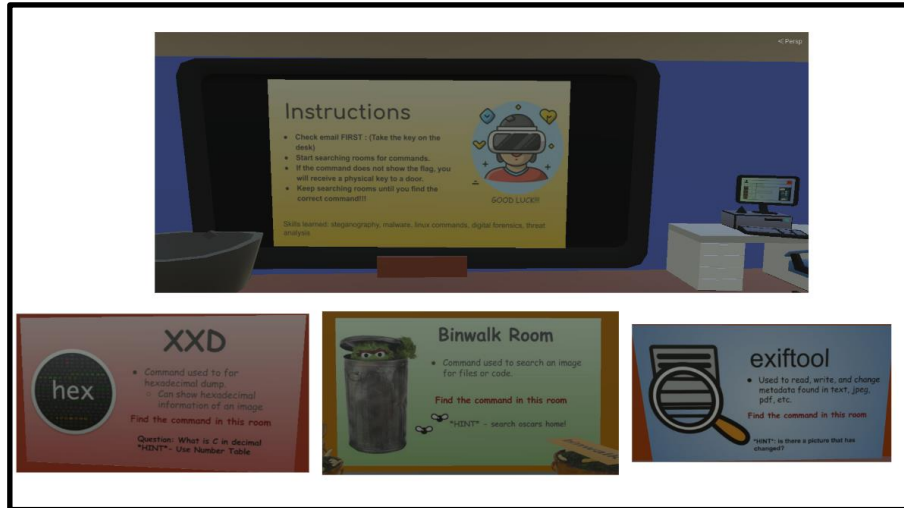 < Persp
Instructions
● Check email FIRST : (Take the key on the
desk)
● Start searching rooms for commands.
● If the command does not show the flag, you
will receive a physical key to a door.
● Keep searching rooms until you find the
correct command!!!
GOOD LUCK!!!
Skills learned: steganography, malware, linux commands, digital forensics, threat
analysis
XXD
hex
● Command used to for
hexadecimal dump.
○ Can show hexadecimal
information of an image
Find the command in this room
Question: What is C in decimal
*HINT*- Use Number Table
Binwalk Room
● Command used to search an image
for files or code.
Find the command in this room
*HINT* - search oscars home!
exiftool
● Used to read, write, and change
metadata found in text, jpeg,
pdf, etc.
Find the command in this room
*HINT*: is there a picture that has
changed?